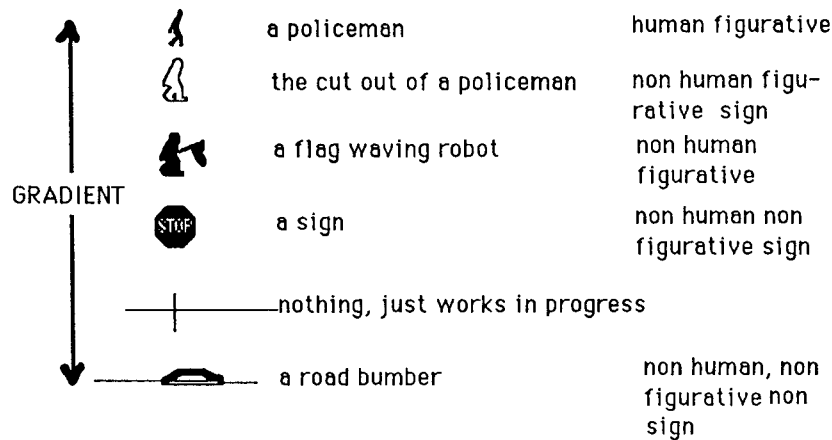 a policeman human figurative
the cut out of a policeman non human figu-
rative sign
a flag waving robot non human
figurative
GRADIENT
STOP a sign non human non
figurative sign
nothing, just works in progress
a road bumber non human, non
figurative non
sign